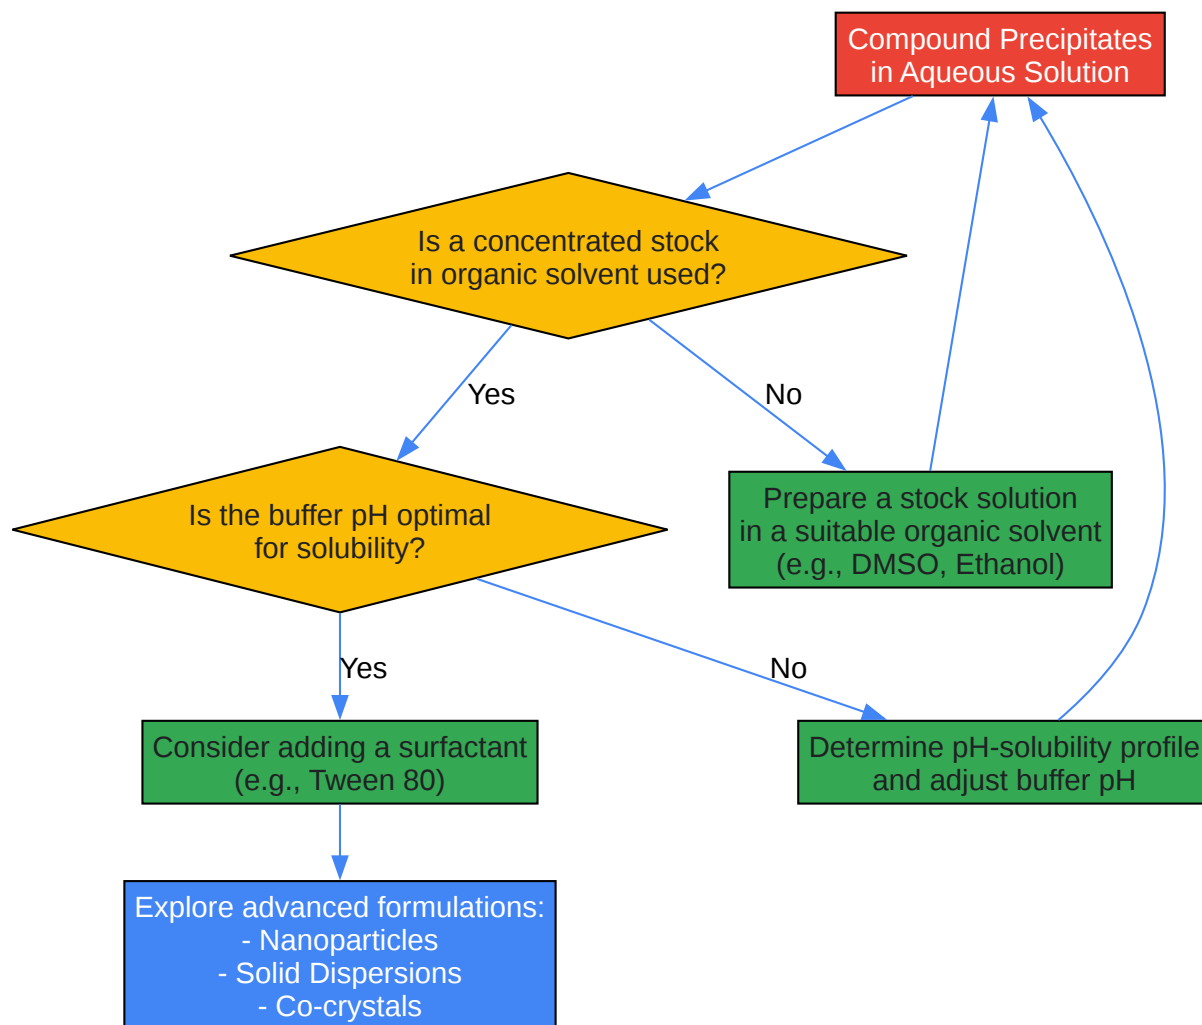 Compound Precipitates
in Aqueous Solution
Is a concentrated stock
in organic solvent used?
Yes
No
Is the buffer pH optimal
for solubility?
Prepare a stock solution
in a suitable organic solvent
(e.g., DMSO, Ethanol)
Yes
No
Consider adding a surfactant
(e.g., Tween 80)
Determine pH-solubility profile
and adjust buffer pH
Explore advanced formulations:
- Nanoparticles
- Solid Dispersions
- Co-crystals